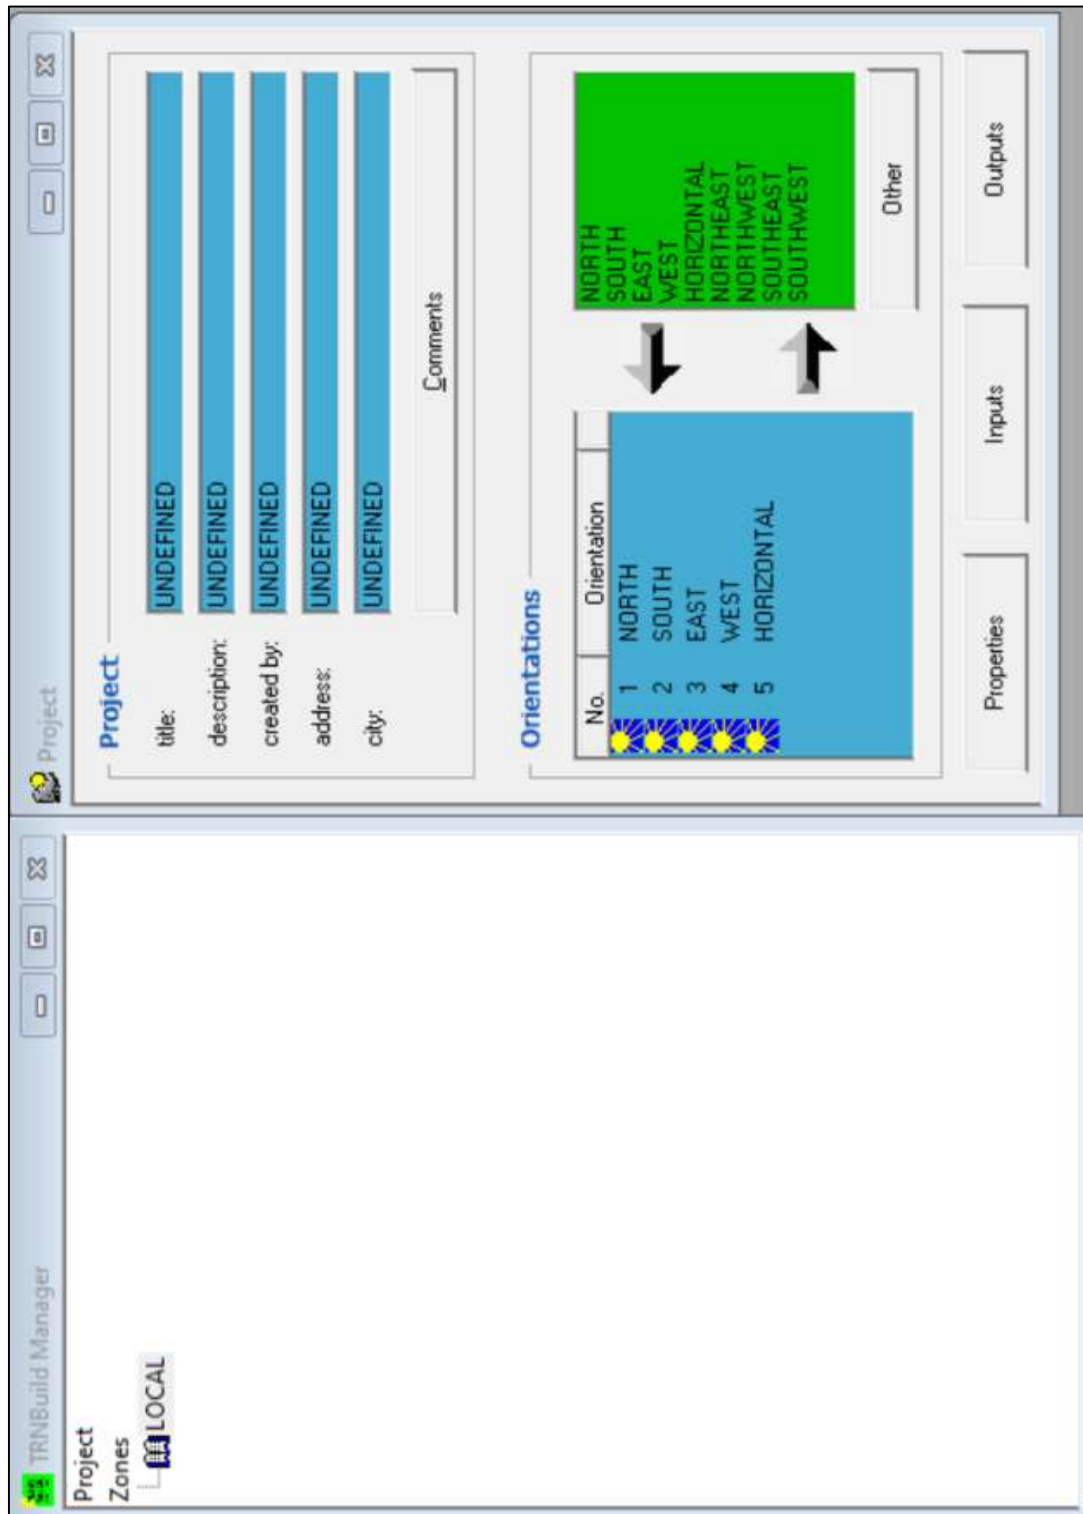 TRNBuild Manager
Project
Zones
LOCAL
Project
Project
title: UNDEFINED
description: UNDEFINED
created by: UNDEFINED
address: UNDEFINED
city: UNDEFINED
Comments
Orientations
No. Orientation
1 NORTH
2 SOUTH
3 EAST
4 WEST
5 HORIZONTAL
NORTH
SOUTH
EAST
WEST
HORIZONTAL
NORTHEAST
NORTHWEST
SOUTHEAST
SOUTHWEST
Other
Properties
Inputs
Outputs